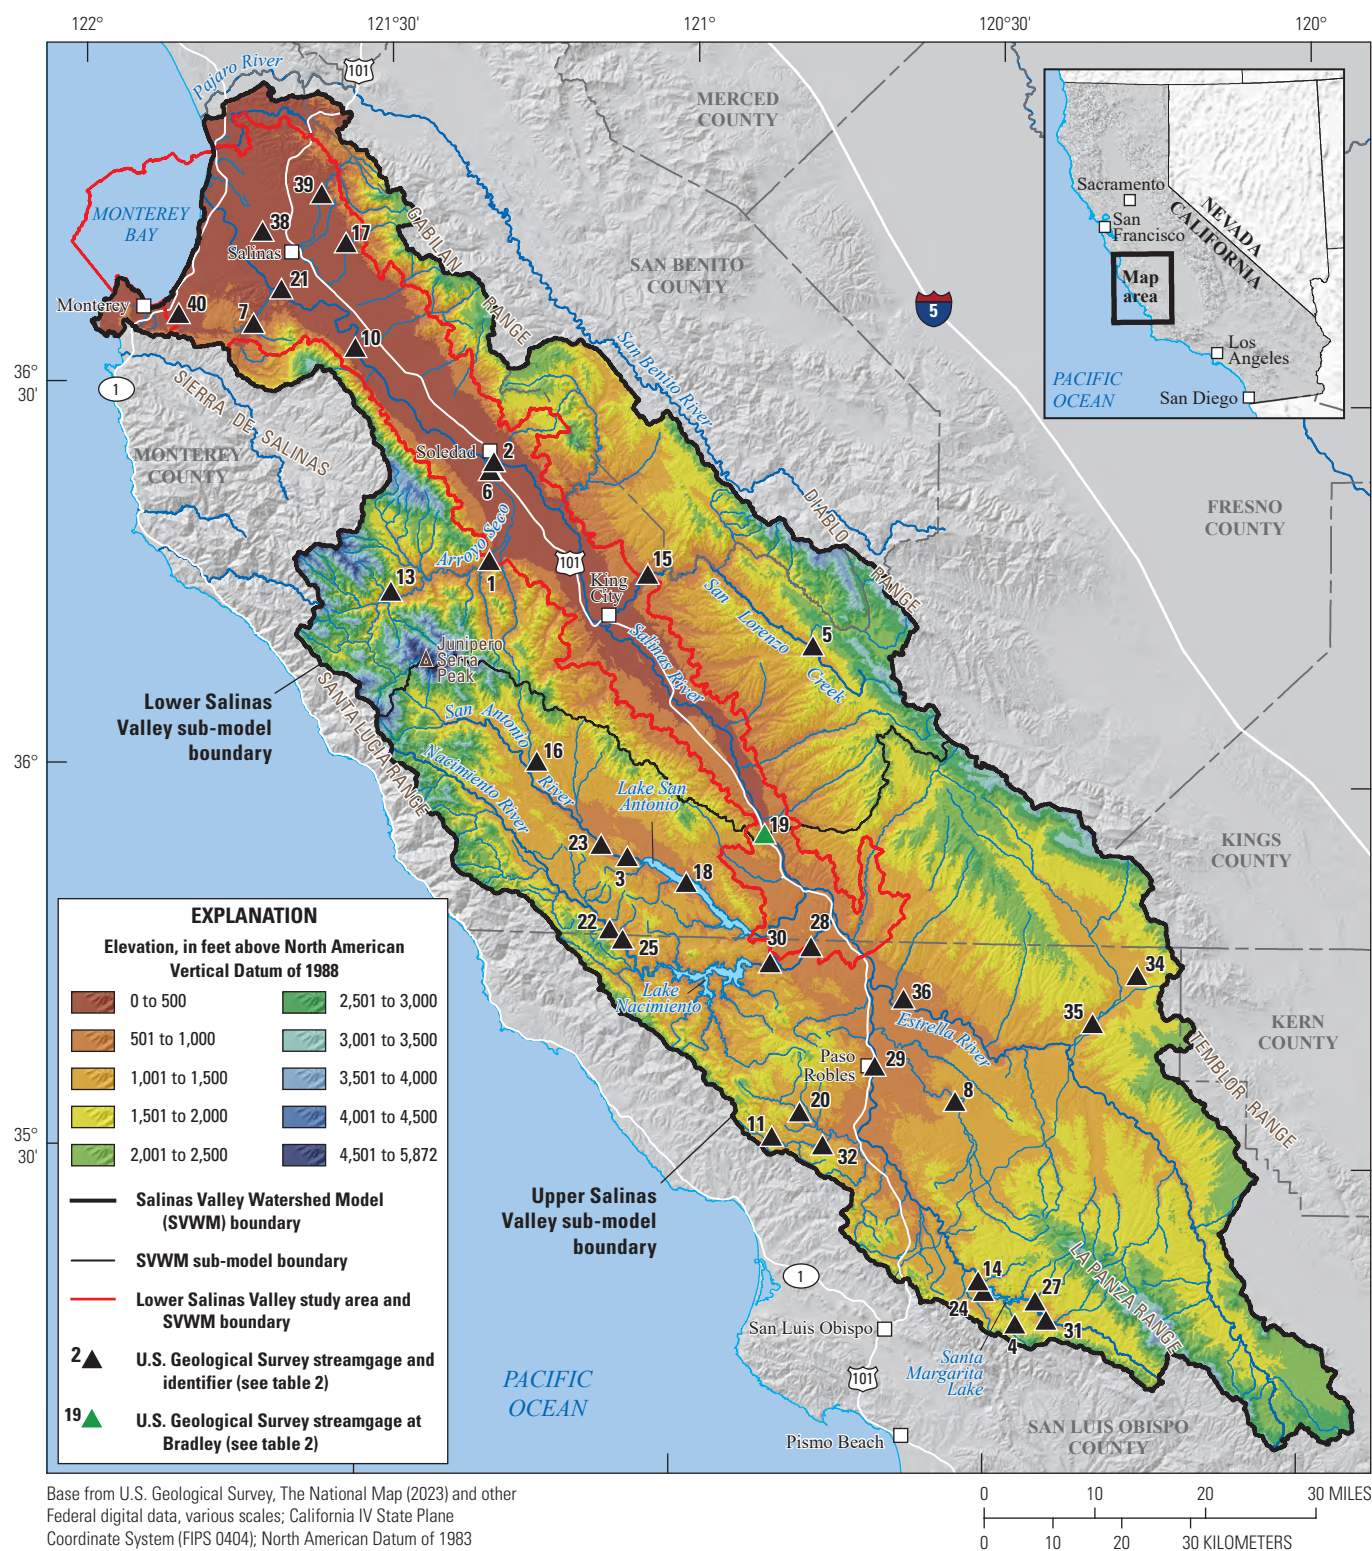 122°
121°30'
121°
120°30'
120°
Pajaro River
101
MERCED
COUNTY
MONTEREY
BAY
39
38
17
Salinas
GABILAN
RANGE
SAN BENITO
COUNTY
21
Monterey
40
7
10
5
San Benito River
36°
30'
1
SIERRA DE SALINAS
MONTEREY
COUNTY
Soledad
2
6
Arroyo Seco
DIABLO
RANGE
FRESNO
COUNTY
13
1
101
15
King
City
San Lorenzo
Creek
5
Salinas River
Junipero
Serra
Peak
Lower Salinas
Valley sub-model
boundary
SANTA LUCIA RANGE
San Antonio
River
16
Nacimiento River
36°
Lake San
Antonio
19
23
3
18
KINGS
COUNTY
22
25
30
28
34
Lake
Nacimiento
36
35
Estrella River
KERN
COUNTY
Paso
Robles
29
TEMBLOR RANGE
20
8
11
32
35°
30'
Upper Salinas
Valley sub-model
boundary
LA PANZA RANGE
14
27
24
4
31
1
San Luis Obispo
Santa
Margarita
Lake
101
PACIFIC
OCEAN
SAN LUIS OBISPO
COUNTY
Pismo Beach
Sacramento
San
Francisco
NEVADA
CALIFORNIA
Map
area
Los
Angeles
PACIFIC
OCEAN
San Diego
EXPLANATION
Elevation, in feet above North American
Vertical Datum of 1988
0 to 500
501 to 1,000
1,001 to 1,500
1,501 to 2,000
2,001 to 2,500
2,501 to 3,000
3,001 to 3,500
3,501 to 4,000
4,001 to 4,500
4,501 to 5,872
Salinas Valley Watershed Model
(SVWM) boundary
SVWM sub-model boundary
Lower Salinas Valley study area and
SVWM boundary
2
U.S. Geological Survey streamgage and
identifier (see table 2)
19
U.S. Geological Survey streamgage at
Bradley (see table 2)
Base from U.S. Geological Survey, The National Map (2023) and other
Federal digital data, various scales; California IV State Plane
Coordinate System (FIPS 0404); North American Datum of 1983
0 10 20 30 MILES
0 10 20 30 KILOMETERS